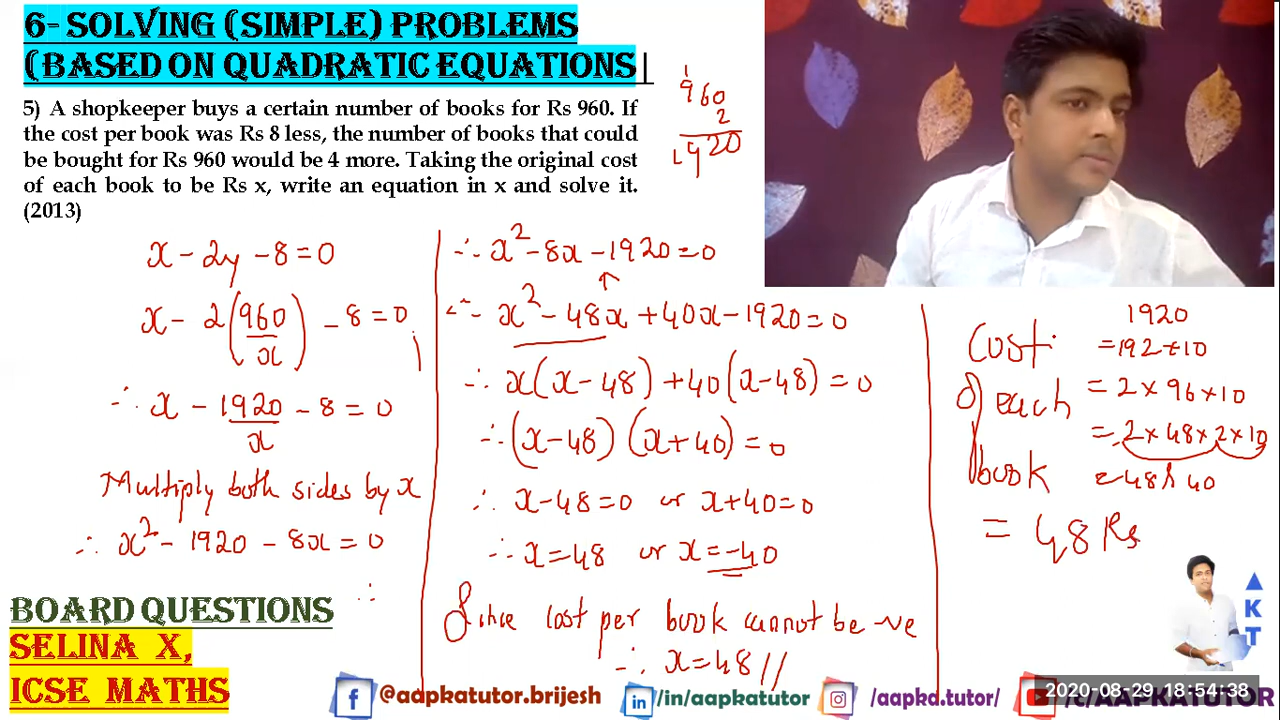 6- SOLVING (SIMPLE) PROBLEMS
(BASED ON QUADRATIC EQUATIONS
5) A shopkeeper buys a certain number of books for Rs 960. If
the cost per book was Rs 8 less, the number of books that could
be bought for Rs 960 would be 4 more. Taking the original cost
of each book to be Rs x, write an equation in x and solve it.
(2013)
1
960
2
1920
x - 2y - 8 = 0
x - 2(960/x) - 8 = 0
∴ x - 1920/x - 8 = 0
Multiply both sides by x
∴ x² - 1920 - 8x = 0
∴
∴ x² - 8x - 1920 = 0
∴ x² - 48x + 40x - 1920 = 0
∴ x(x - 48) + 40(x - 48) = 0
∴ (x - 48) (x + 40) = 0
∴ x - 48 = 0 or x + 40 = 0
∴ x = 48 or x = -40
Since cost per book cannot be -ve
∴ x = 48 //
Cost
of each
book
= 48 Rs
1920
= 192 × 10
= 2 × 96 × 10
= 2 × 48 × 2 × 10
= 48 × 40
BOARD QUESTIONS
SELINA X,
ICSE MATHS
AKT
@aapkatutor.brijesh
/in/aapkatutor
/aapka.tutor/
/c/AAPKATUTOR
2020-08-29 18:54:38